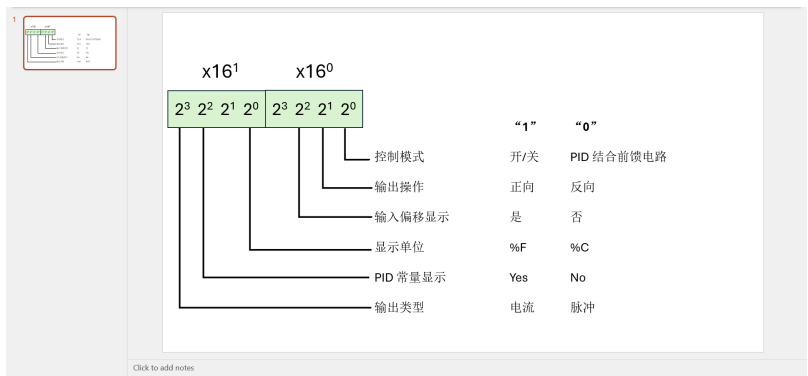 1
x16¹ x16⁰
2³ 2² 2¹ 2⁰ 2³ 2² 2¹ 2⁰
“1” “0”
控制模式 开/关 PID 结合前馈电路
输出操作 正向 反向
输入偏移显示 是 否
显示单位 %F %C
PID 常量显示 Yes No
输出类型 电流 脉冲
Click to add notes